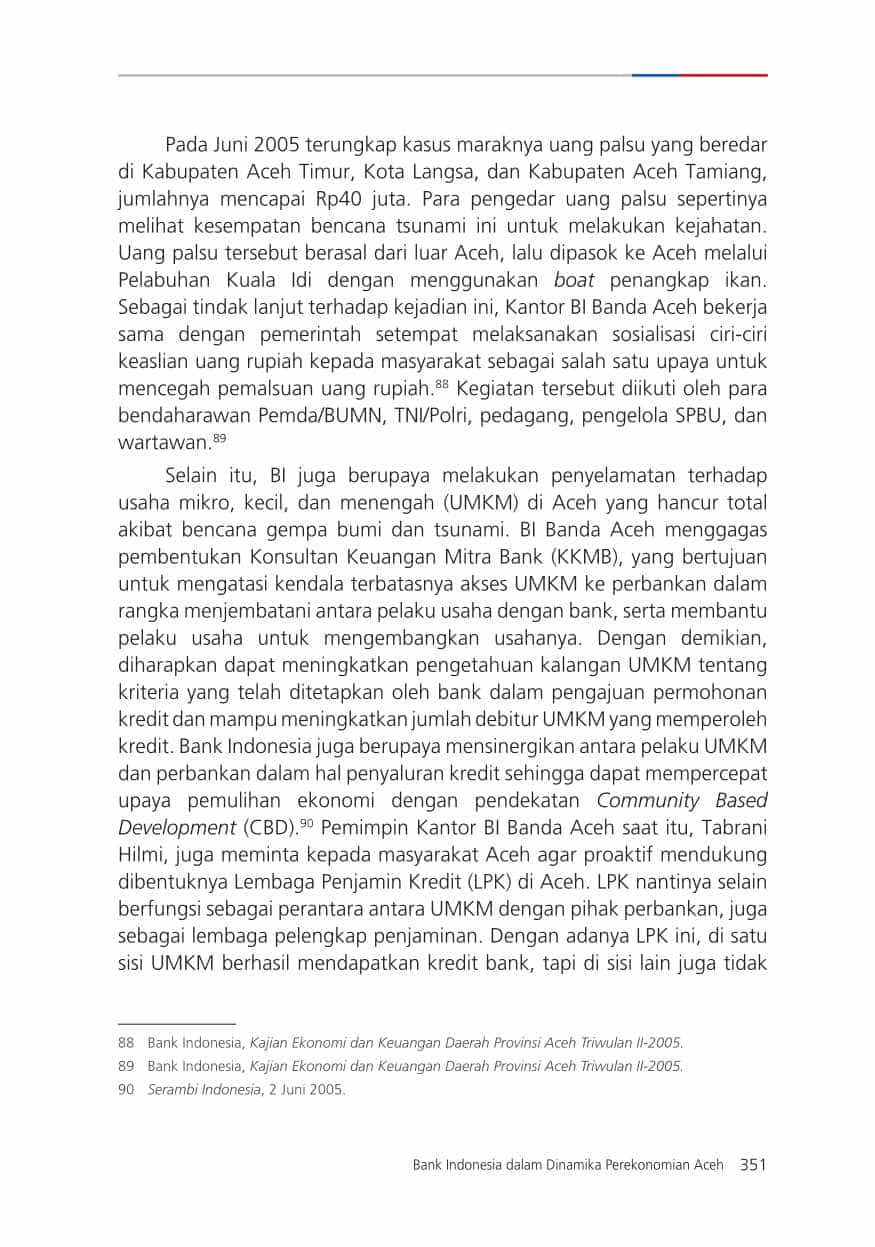 Pada Juni 2005 terungkap kasus maraknya uang palsu yang beredar
di Kabupaten Aceh Timur, Kota Langsa, dan Kabupaten Aceh Tamiang,
jumlahnya mencapai Rp40 juta. Para pengedar uang palsu sepertinya
melihat kesempatan bencana tsunami ini untuk melakukan kejahatan.
Uang palsu tersebut berasal dari luar Aceh, lalu dipasok ke Aceh melalui
Pelabuhan Kuala Idi dengan menggunakan boat penangkap ikan.
Sebagai tindak lanjut terhadap kejadian ini, Kantor BI Banda Aceh bekerja
sama dengan pemerintah setempat melaksanakan sosialisasi ciri-ciri
keaslian uang rupiah kepada masyarakat sebagai salah satu upaya untuk
mencegah pemalsuan uang rupiah.88 Kegiatan tersebut diikuti oleh para
bendaharawan Pemda/BUMN, TNI/Polri, pedagang, pengelola SPBU, dan
wartawan.89
Selain itu, BI juga berupaya melakukan penyelamatan terhadap
usaha mikro, kecil, dan menengah (UMKM) di Aceh yang hancur total
akibat bencana gempa bumi dan tsunami. BI Banda Aceh menggagas
pembentukan Konsultan Keuangan Mitra Bank (KKMB), yang bertujuan
untuk mengatasi kendala terbatasnya akses UMKM ke perbankan dalam
rangka menjembatani antara pelaku usaha dengan bank, serta membantu
pelaku usaha untuk mengembangkan usahanya. Dengan demikian,
diharapkan dapat meningkatkan pengetahuan kalangan UMKM tentang
kriteria yang telah ditetapkan oleh bank dalam pengajuan permohonan
kredit dan mampu meningkatkan jumlah debitur UMKM yang memperoleh
kredit. Bank Indonesia juga berupaya mensinergikan antara pelaku UMKM
dan perbankan dalam hal penyaluran kredit sehingga dapat mempercepat
upaya pemulihan ekonomi dengan pendekatan Community Based
Development (CBD).90 Pemimpin Kantor BI Banda Aceh saat itu, Tabrani
Hilmi, juga meminta kepada masyarakat Aceh agar proaktif mendukung
dibentuknya Lembaga Penjamin Kredit (LPK) di Aceh. LPK nantinya selain
berfungsi sebagai perantara antara UMKM dengan pihak perbankan, juga
sebagai lembaga pelengkap penjaminan. Dengan adanya LPK ini, di satu
sisi UMKM berhasil mendapatkan kredit bank, tapi di sisi lain juga tidak
88 Bank Indonesia, Kajian Ekonomi dan Keuangan Daerah Provinsi Aceh Triwulan II-2005.
89 Bank Indonesia, Kajian Ekonomi dan Keuangan Daerah Provinsi Aceh Triwulan II-2005.
90 Serambi Indonesia, 2 Juni 2005.
Bank Indonesia dalam Dinamika Perekonomian Aceh 351